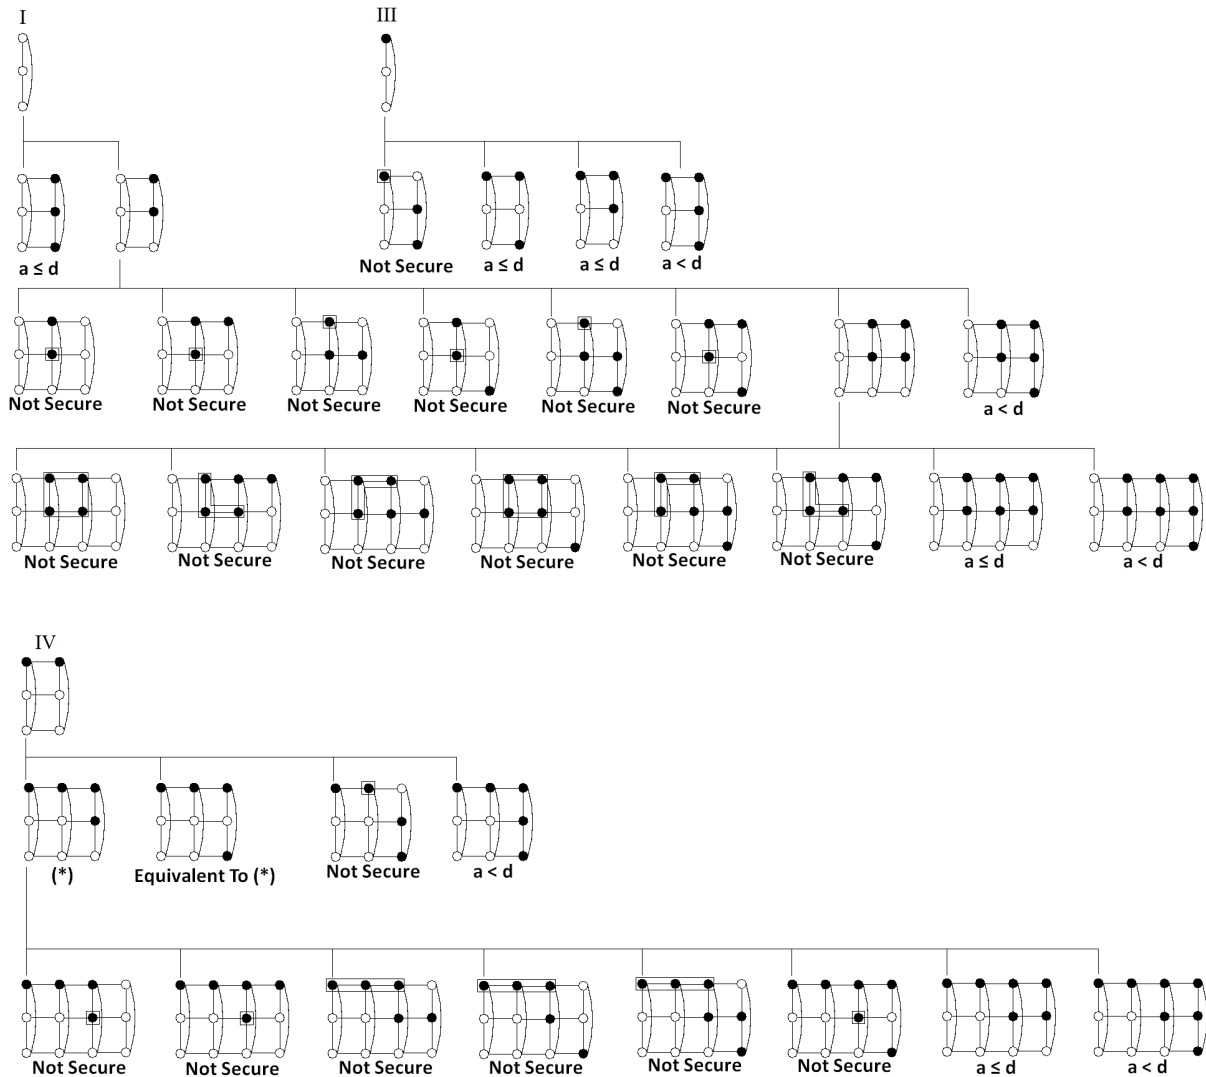 I III
Not Secure a ≤ d a ≤ d a < d
a ≤ d
Not Secure Not Secure Not Secure Not Secure Not Secure Not Secure a < d
Not Secure Not Secure Not Secure Not Secure Not Secure Not Secure a ≤ d a < d
IV
(*) Equivalent To (*) Not Secure a < d
Not Secure Not Secure Not Secure Not Secure Not Secure Not Secure a ≤ d a < d